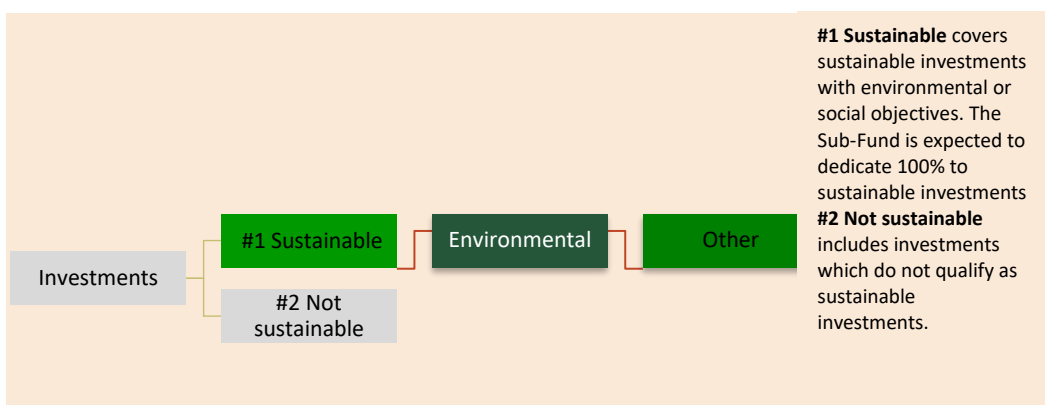 #1 Sustainable covers
sustainable investments
with environmental or
social objectives. The
Sub-Fund is expected to
dedicate 100% to
sustainable investments
#2 Not sustainable
includes investments
which do not qualify as
sustainable
investments.
Investments
#1 Sustainable
#2 Not
sustainable
Environmental
Other